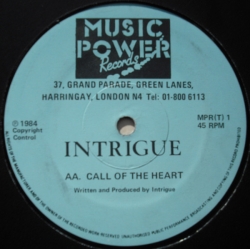 MUSIC
POWER
Records
37, GRAND PARADE, GREEN LANES,
HARRINGAY, LONDON N4 Tel: 01-800 6113
℗ 1984
Copyright
Control
MPR(T) 1
45 RPM
INTRIGUE
AA. CALL OF THE HEART
Written and Produced by Intrigue